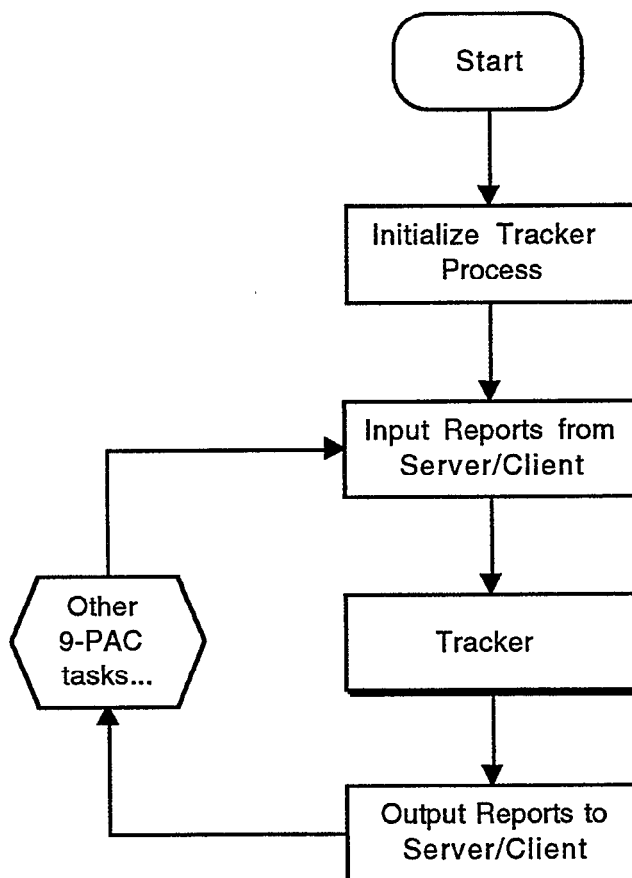 Start
Initialize Tracker
Process
Input Reports from
Server/Client
Other
9-PAC
tasks...
Tracker
Output Reports to
Server/Client